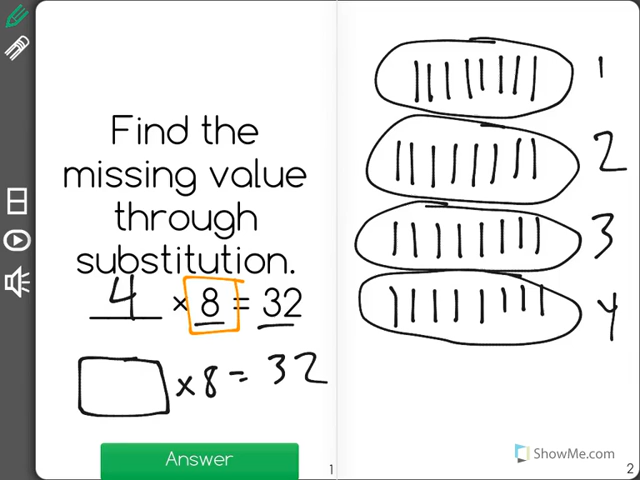 Find the
missing value
through
substitution.
4 × 8 = 32
× 8 = 32
Answer
1
1
2
3
4
ShowMe.com
2